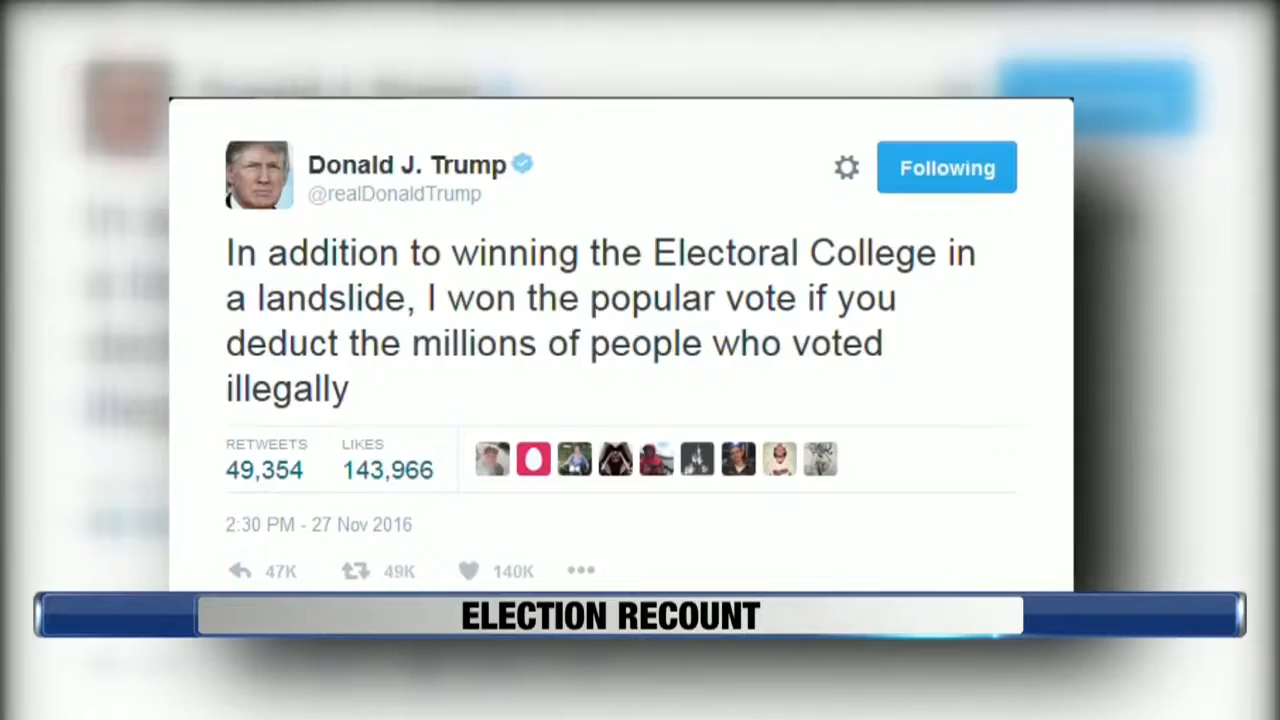 Donald J. Trump
@realDonaldTrump
Following
In addition to winning the Electoral College in
a landslide, I won the popular vote if you
deduct the millions of people who voted
illegally
RETWEETS LIKES
49,354 143,966
2:30 PM - 27 Nov 2016
47K 49K 140K
ELECTION RECOUNT